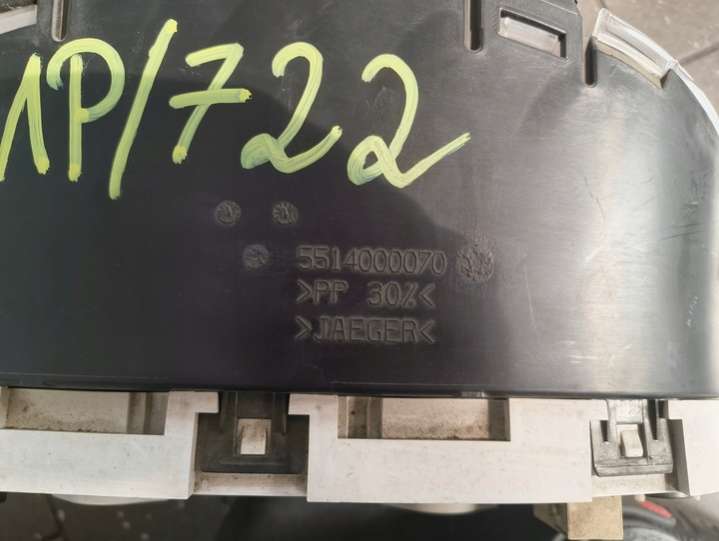 1P/722
5514000070
>PP 30%<
>JAEGER<